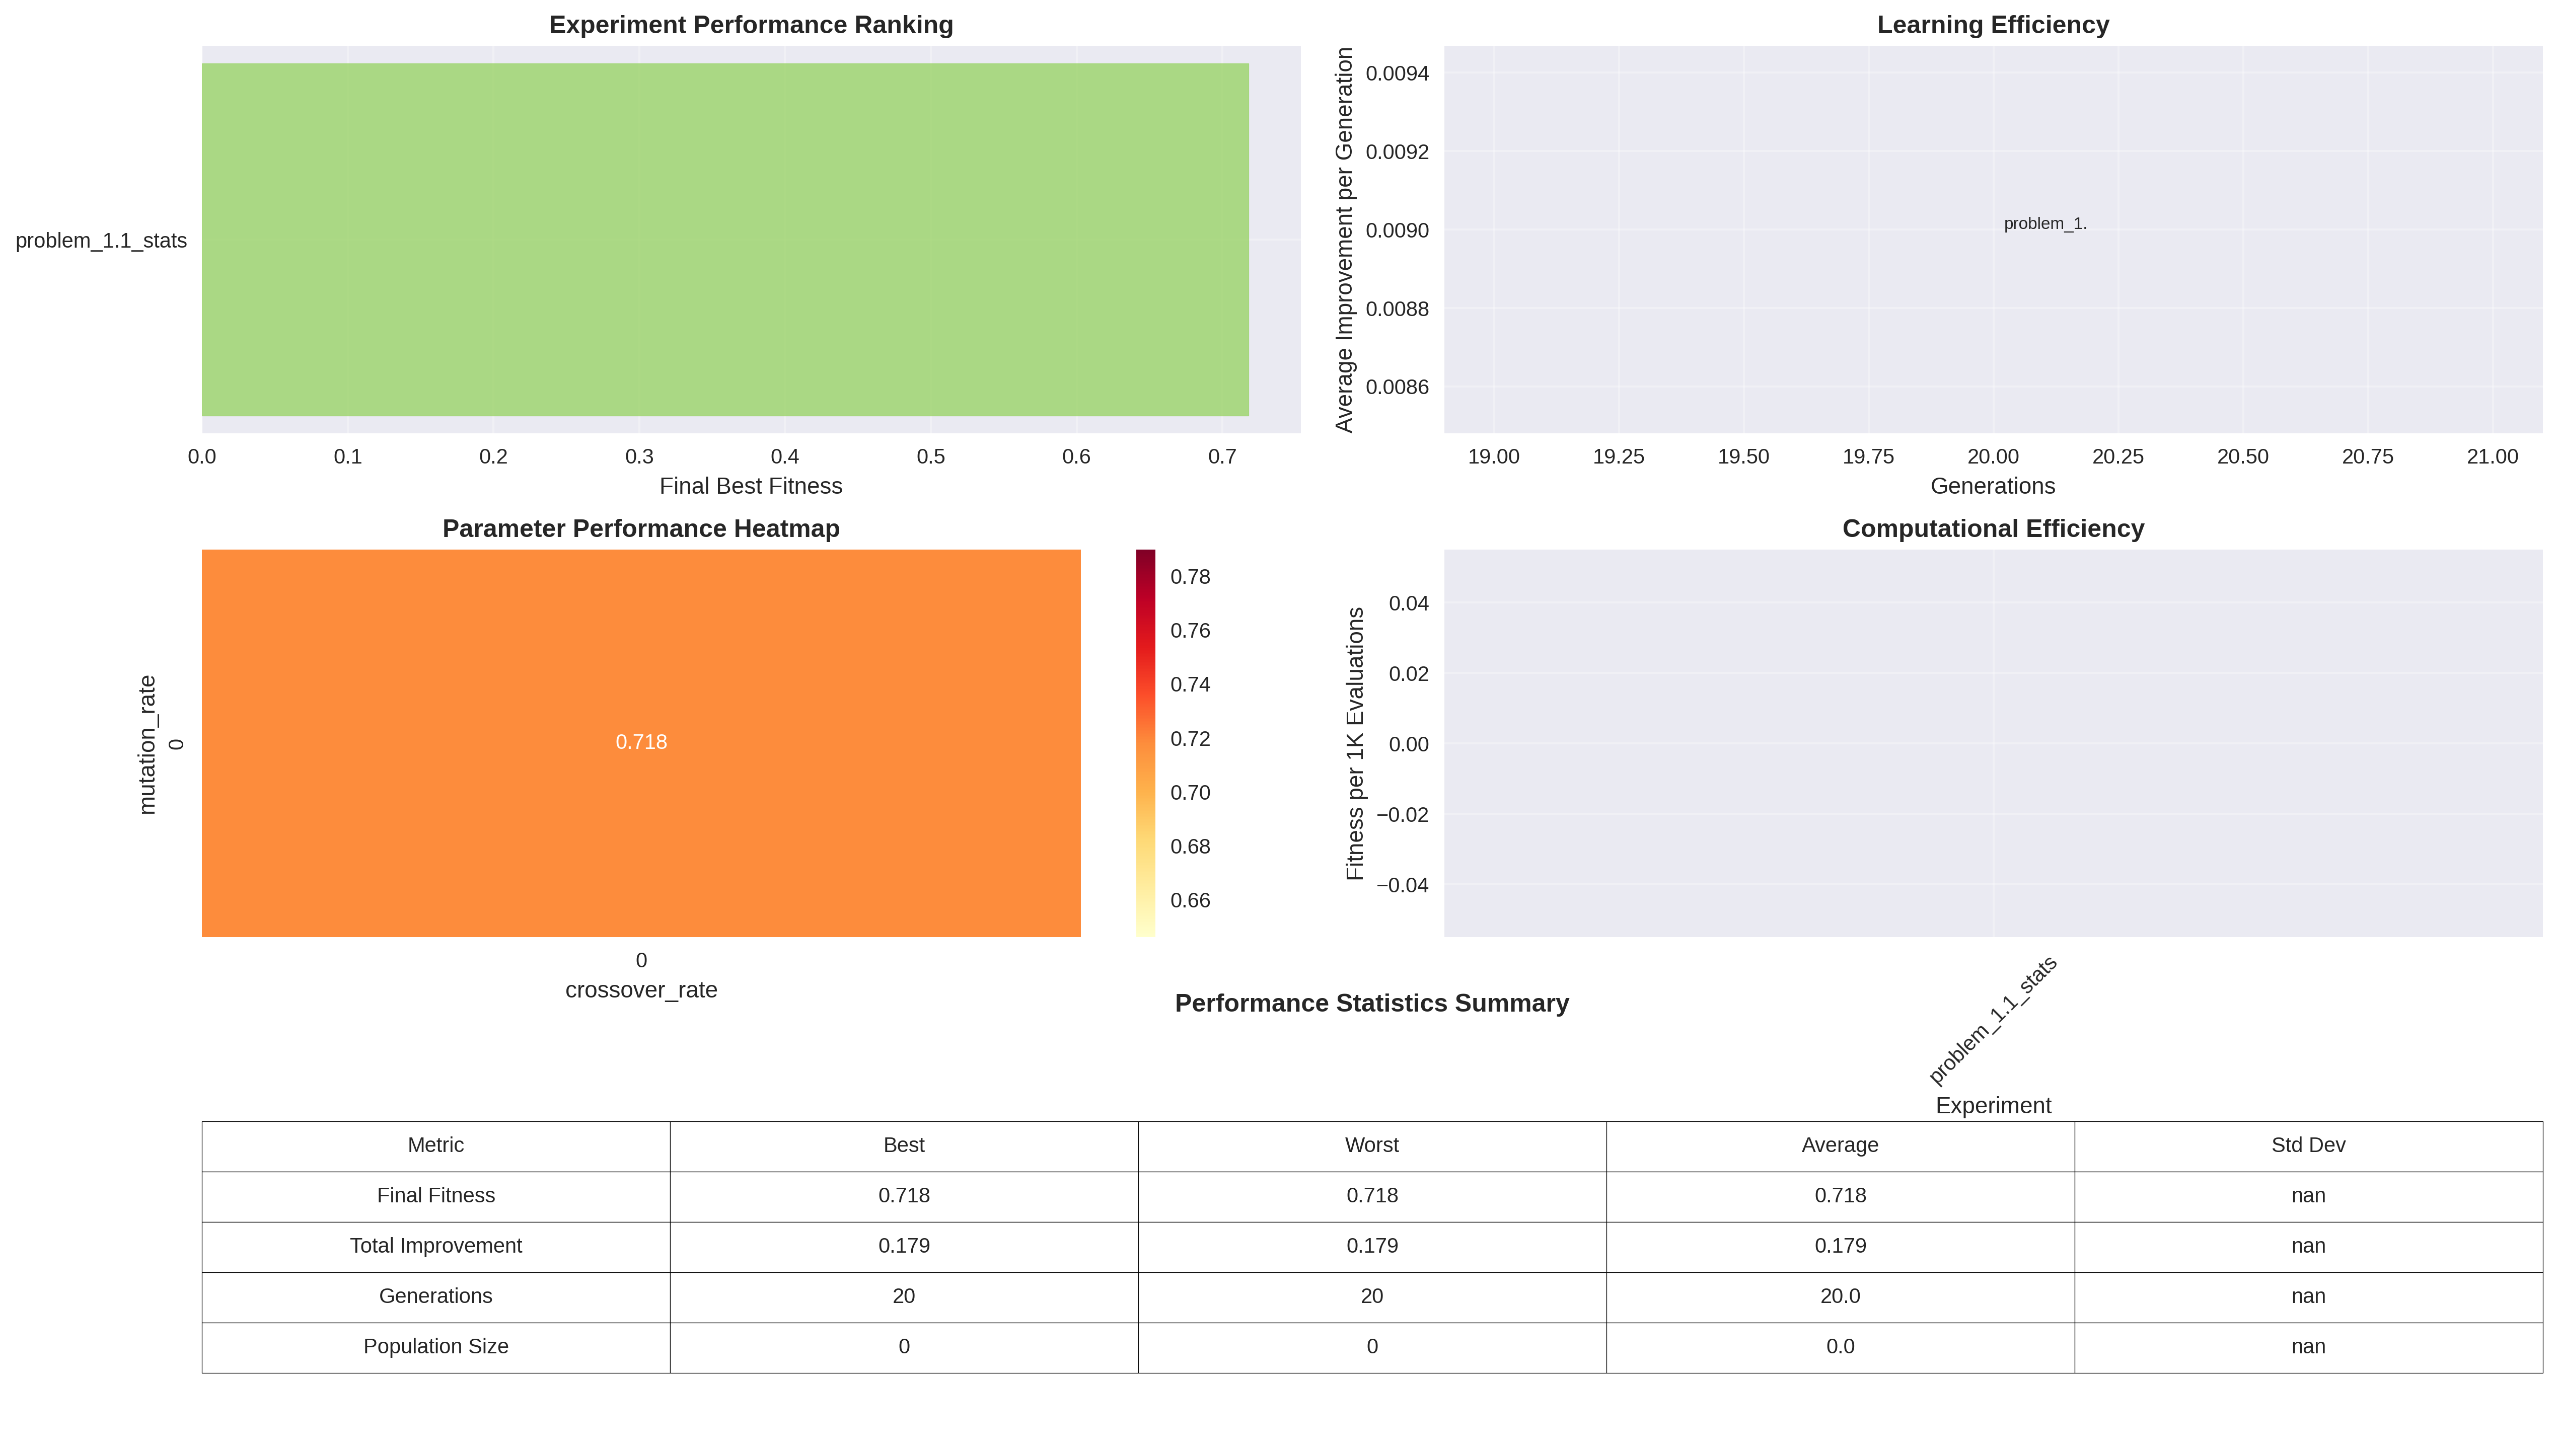 Experiment Performance Ranking
problem_1.1_stats
0.0 0.1 0.2 0.3 0.4 0.5 0.6 0.7
Final Best Fitness
Learning Efficiency
Average Improvement per Generation
0.0094
0.0092
0.0090
0.0088
0.0086
problem_1.
19.00 19.25 19.50 19.75 20.00 20.25 20.50 20.75 21.00
Generations
Parameter Performance Heatmap
mutation_rate
0
0.718
0
crossover_rate
0.78
0.76
0.74
0.72
0.70
0.68
0.66
Computational Efficiency
Fitness per 1K Evaluations
0.04
0.02
0.00
−0.02
−0.04
problem_1.1_stats
Experiment
Performance Statistics Summary
Metric Best Worst Average Std Dev
Final Fitness 0.718 0.718 0.718 nan
Total Improvement 0.179 0.179 0.179 nan
Generations 20 20 20.0 nan
Population Size 0 0 0.0 nan